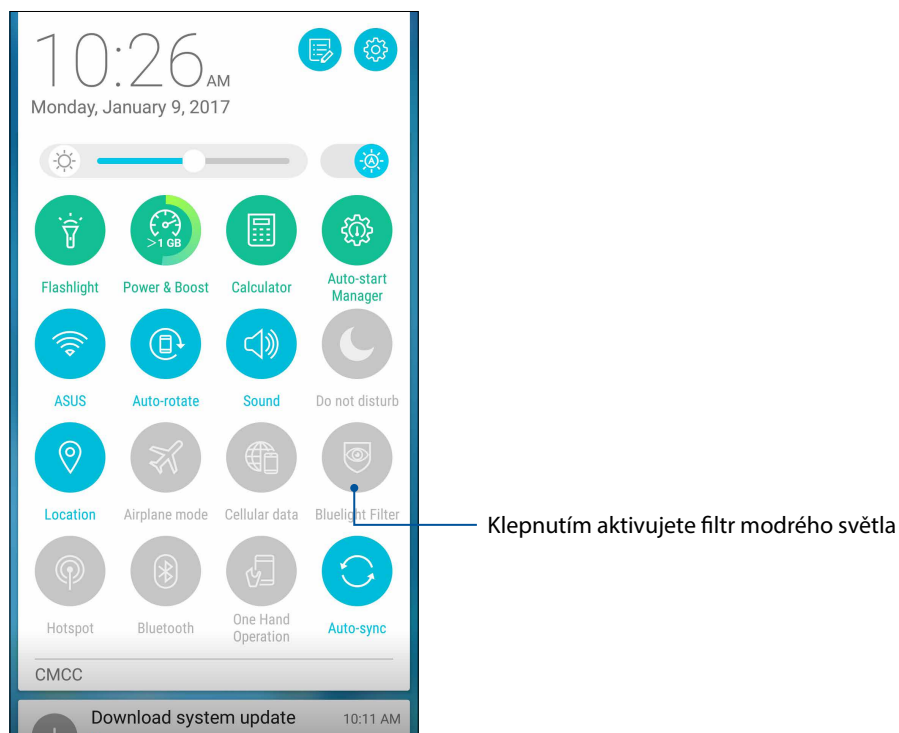 10:26 AM
Monday, January 9, 2017
A
>1 GB
Flashlight
Power & Boost
Calculator
Auto-start
Manager
ASUS
Auto-rotate
Sound
Do not disturb
Location
Airplane mode
Cellular data
Bluelight Filter
Klepnutím aktivujete filtr modrého světla
Hotspot
Bluetooth
One Hand
Operation
Auto-sync
CMCC
Download system update 10:11 AM